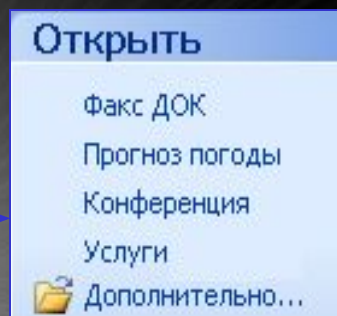 Открыть
Факс ДОК
Прогноз погоды
Конференция
Услуги
Дополнительно...